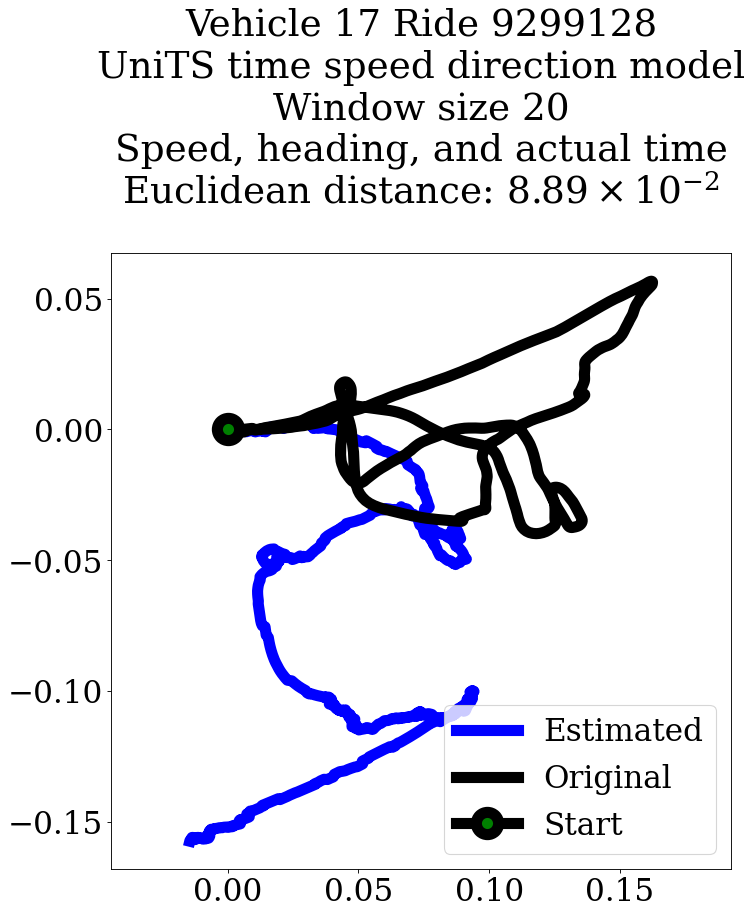 Vehicle 17 Ride 9299128
UniTS time speed direction model
Window size 20
Speed, heading, and actual time
Euclidean distance: 8.89 × 10⁻²
0.05
0.00
−0.05
−0.10
−0.15
Estimated
Original
Start
0.00 0.05 0.10 0.15